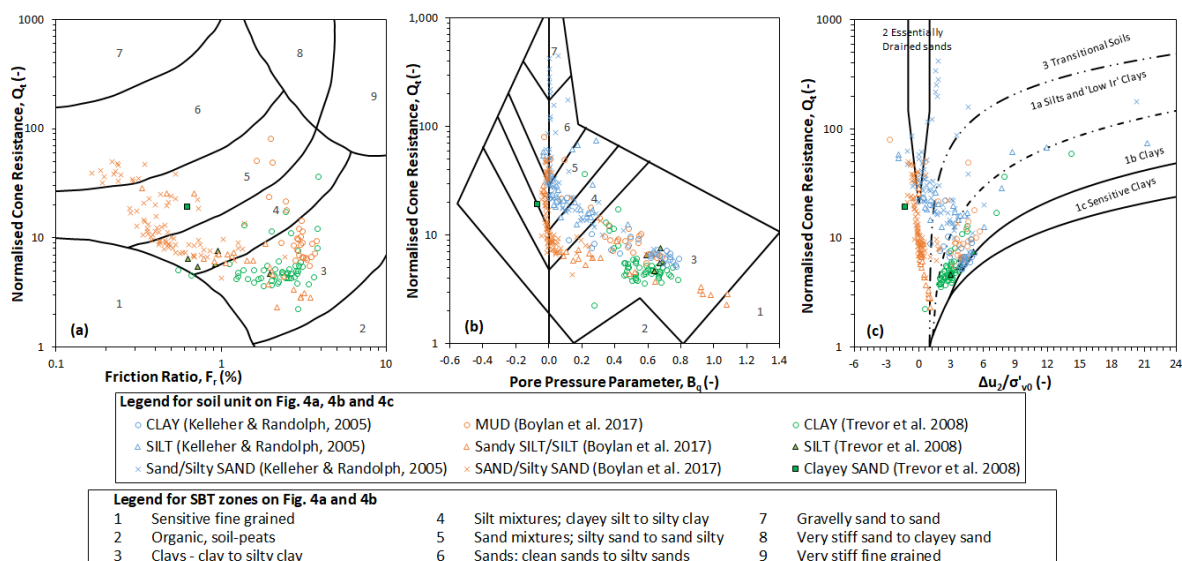 1000
100
10
1
0.1
1
10
Normalised Cone Resistance, Qt (-)
Friction Ratio, Fr (%)
7
8
9
6
5
4
3
1
2
(a)
1,000
100
10
1
-0.6
-0.2
0.2
0.6
1.0
1.4
Normalised Cone Resistance, Qt (-)
Pore Pressure Parameter, Bq (-)
7
6
5
4
3
1
2
(b)
1000
100
10
1
-6
-3
0
3
6
9
12
15
18
21
24
Normalised Cone Resistance, Qt (-)
Δu2/σ'v0 (-)
2 Essentially
Drained sands
3 Transitional Soils
1a Silts and 'Low Ir' Clays
1b Clays
1c Sensitive Clays
(c)
Legend for soil unit on Fig. 4a, 4b and 4c
CLAY (Kelleher & Randolph, 2005) MUD (Boylan et al. 2017) CLAY (Trevor et al. 2008)
SILT (Kelleher & Randolph, 2005) Sandy SILT/SILT (Boylan et al. 2017) SILT (Trevor et al. 2008)
Sand/Silty SAND (Kelleher & Randolph, 2005) SAND/Silty SAND (Boylan et al. 2017) Clayey SAND (Trevor et al. 2008)
Legend for SBT zones on Fig. 4a and 4b
1 Sensitive fine grained 4 Silt mixtures; clayey silt to silty clay 7 Gravelly sand to sand
2 Organic, soil-peats 5 Sand mixtures; silty sand to sand silty 8 Very stiff sand to clayey sand
3 Clays - clay to silty clay 6 Sands; clean sands to silty sands 9 Very stiff fine grained